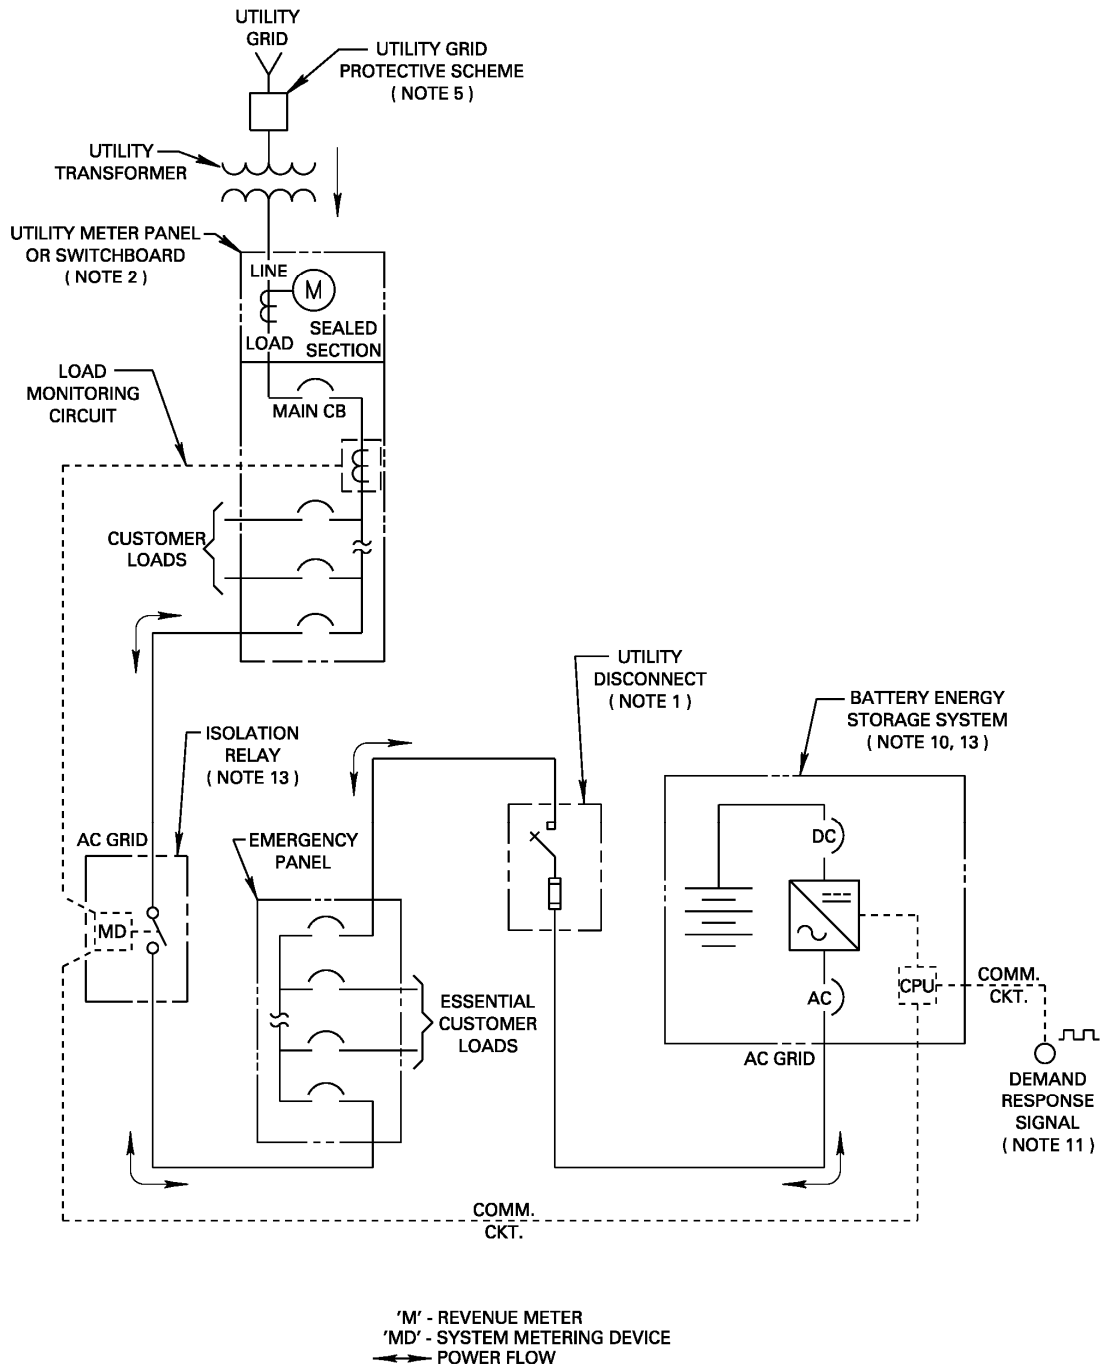 UTILITY
GRID
UTILITY GRID
PROTECTIVE SCHEME
( NOTE 5 )
UTILITY
TRANSFORMER
UTILITY METER PANEL
OR SWITCHBOARD
( NOTE 2 )
LINE
M
LOAD
SEALED
SECTION
LOAD
MONITORING
CIRCUIT
MAIN CB
CUSTOMER
LOADS
UTILITY
DISCONNECT
( NOTE 1 )
BATTERY ENERGY
STORAGE SYSTEM
( NOTE 10, 13 )
ISOLATION
RELAY
( NOTE 13 )
AC GRID
EMERGENCY
PANEL
DC
MD
ESSENTIAL
CUSTOMER
LOADS
AC
CPU
COMM.
CKT.
AC GRID
DEMAND
RESPONSE
SIGNAL
( NOTE 11 )
COMM.
CKT.
'M' - REVENUE METER
'MD' - SYSTEM METERING DEVICE
POWER FLOW